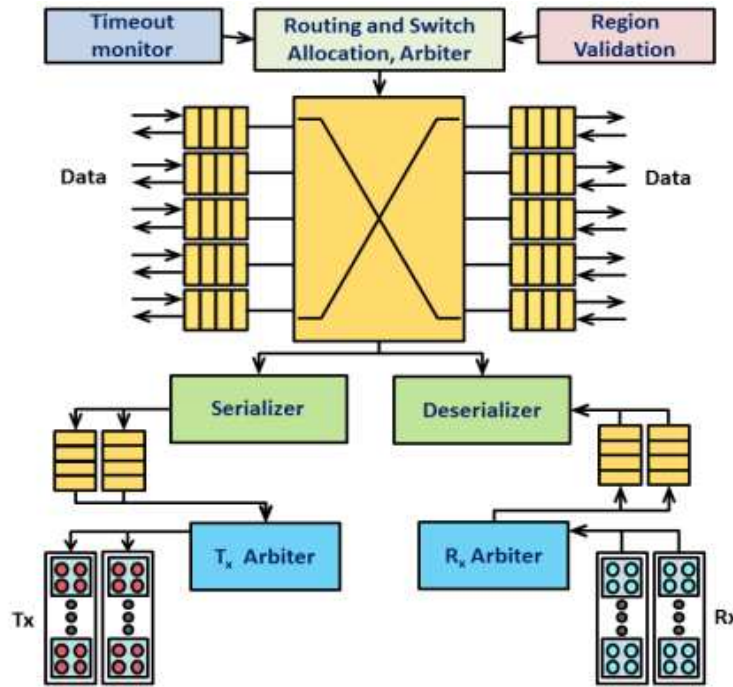 Timeout
monitor
Routing and Switch
Allocation, Arbiter
Region
Validation
Data
Data
Serializer
Deserializer
Tx Arbiter
Rx Arbiter
Tx
Rx